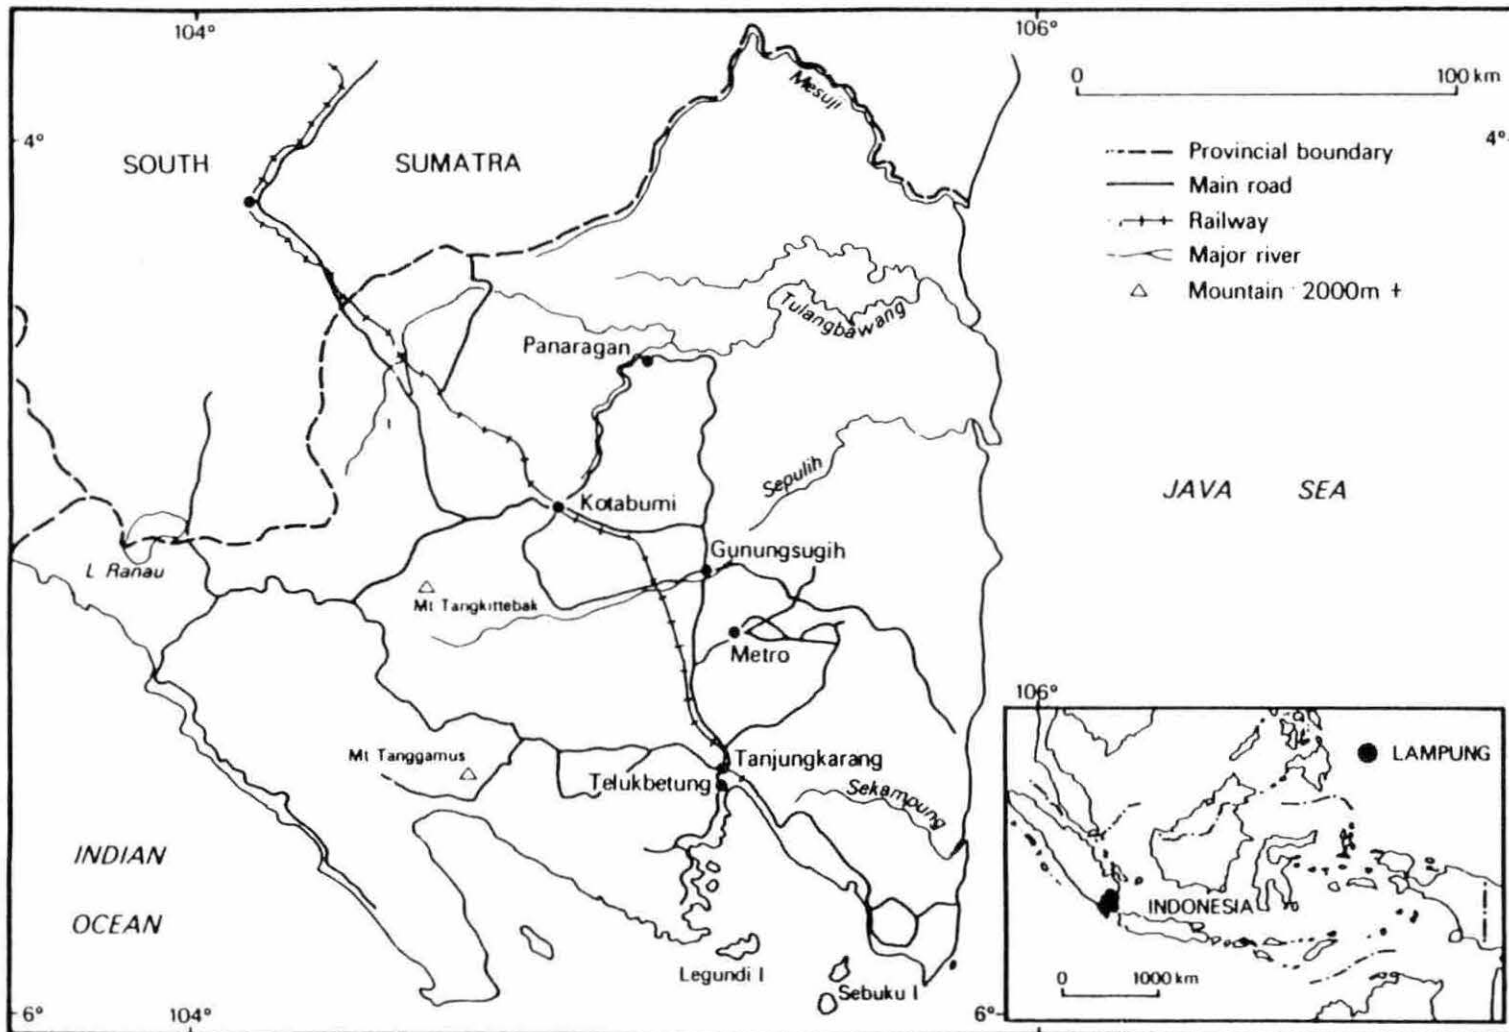 104°
106°
0 100 km
4°
4°
SOUTH SUMATRA
Mesuji
Provincial boundary
Main road
Railway
Major river
Mountain 2000m +
Tulangbawang
Panaragan
Sepulih
JAVA SEA
Kotabumi
Gunungsugih
L Ranau
Mt Tangkittebak
Metro
106°
Mt Tanggamus
Tanjungkarang
LAMPUNG
Telukbetung
Sekampung
INDIAN
OCEAN
INDONESIA
Legundi I
Sebuku I
0 1000 km
6°
104°
6°